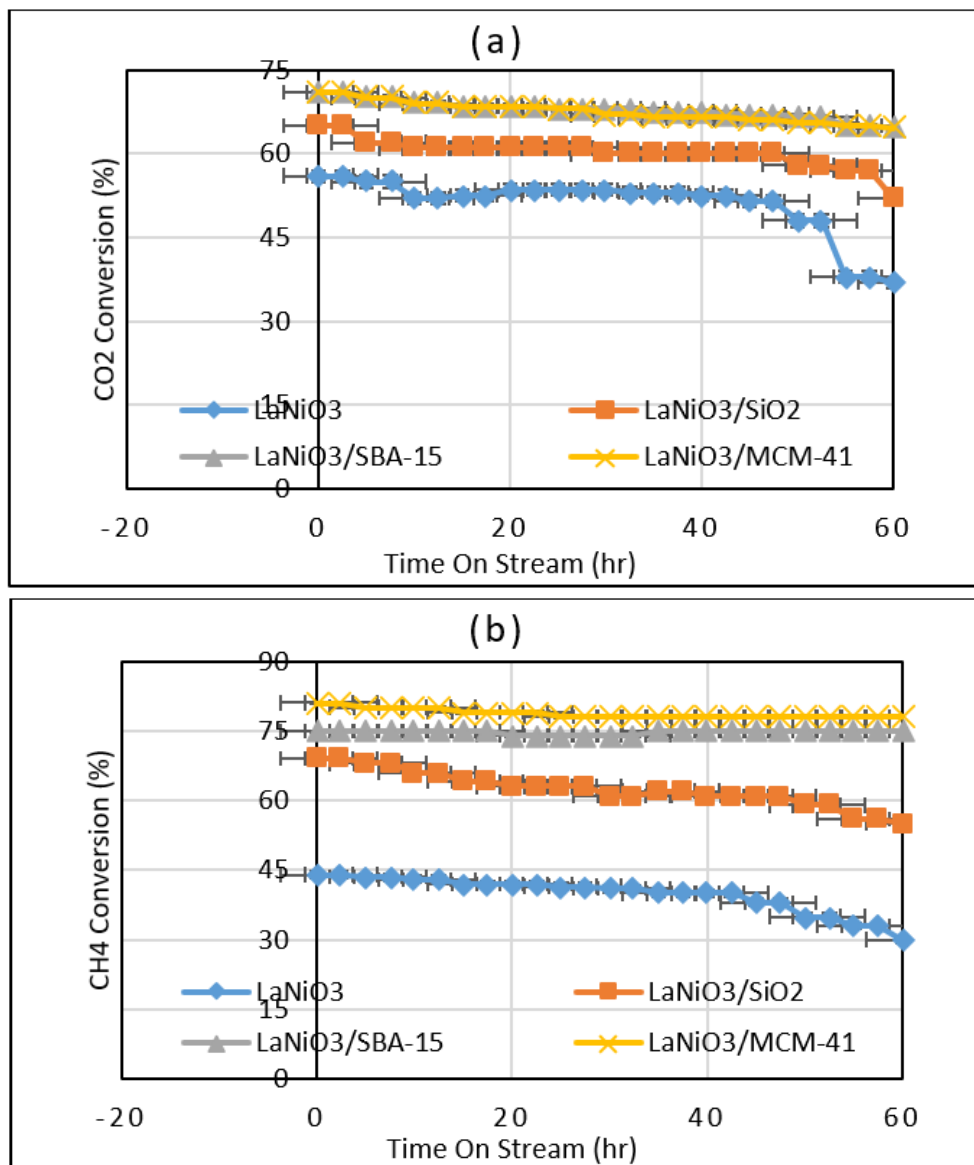 (a)
75
60
45
30
15
0
CO2 Conversion (%)
LaNiO3
LaNiO3/SiO2
LaNiO3/SBA-15
LaNiO3/MCM-41
-20 0 20 40 60
Time On Stream (hr)
(b)
90
75
60
45
30
15
0
CH4 Conversion (%)
LaNiO3
LaNiO3/SiO2
LaNiO3/SBA-15
LaNiO3/MCM-41
-20 0 20 40 60
Time On Stream (hr)